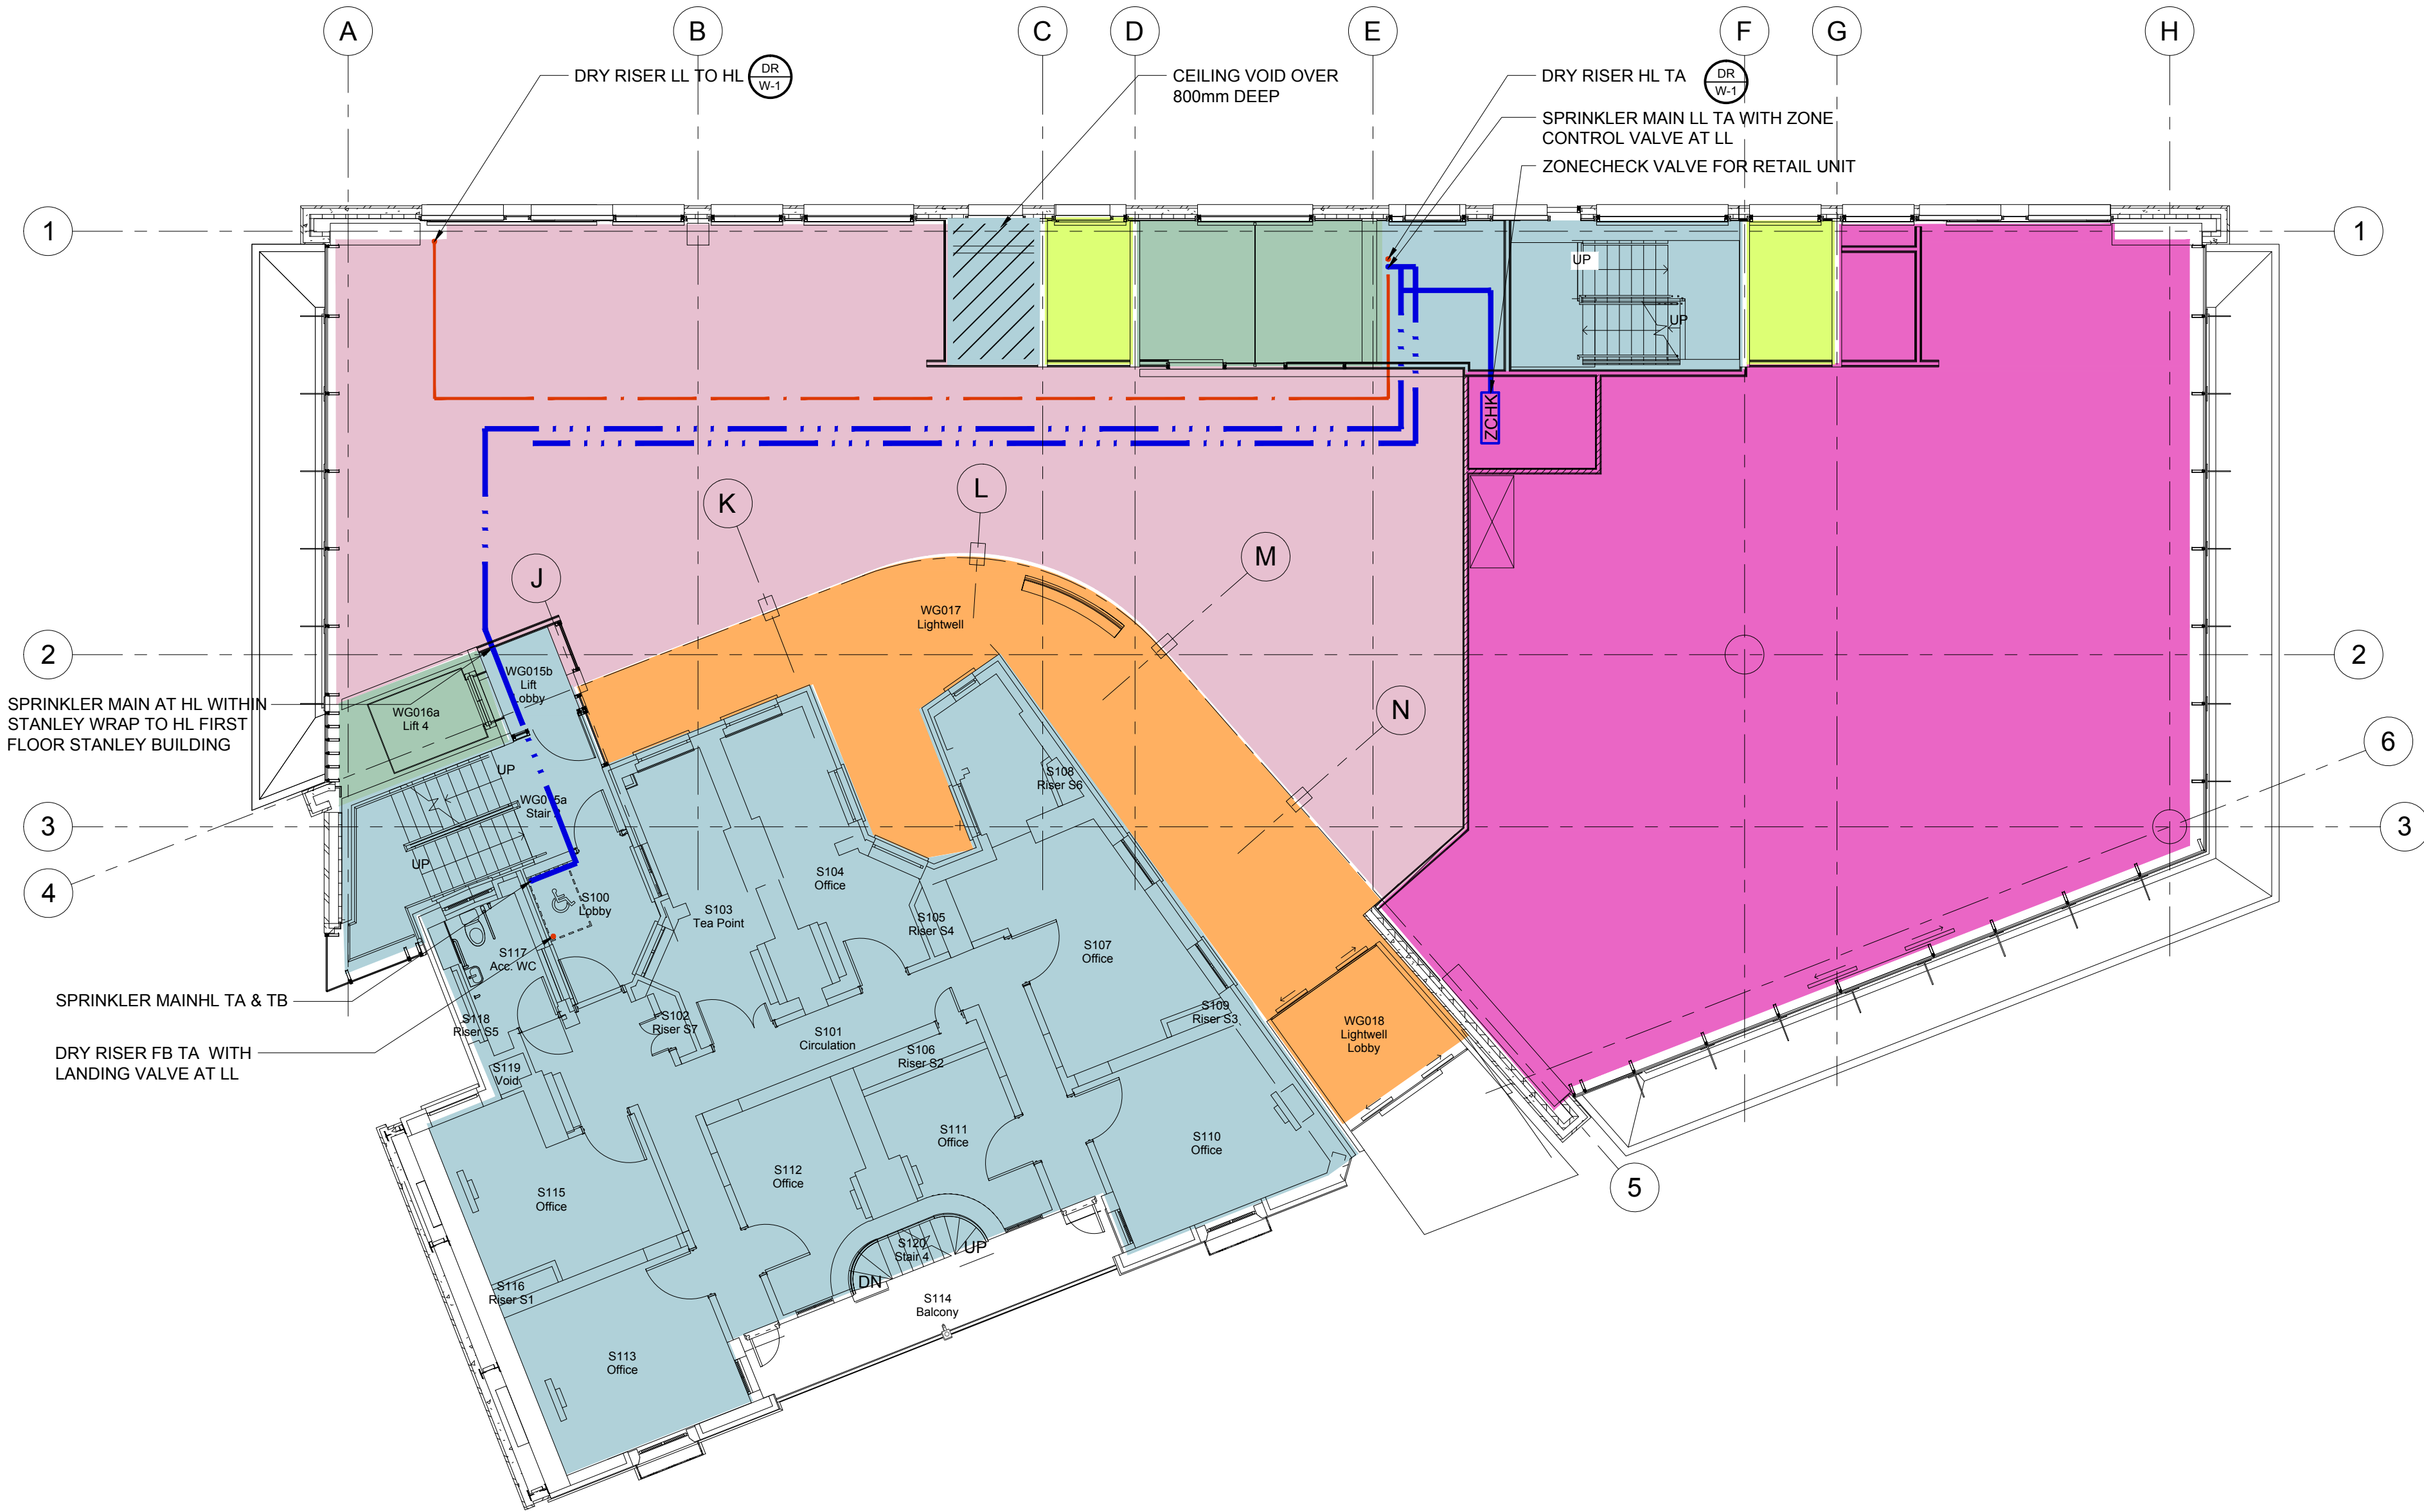 A
B
C
D
E
F
G
H
DRY RISER LL TO HL
DR
W-1
CEILING VOID OVER
800mm DEEP
DRY RISER HL TA
DR
W-1
SPRINKLER MAIN LL TA WITH ZONE
CONTROL VALVE AT LL
ZONECHECK VALVE FOR RETAIL UNIT
1
1
UP
UP
ZCHK
K
L
M
J
N
WG017
Lightwell
2
2
WG015b
Lift
Lobby
SPRINKLER MAIN AT HL WITHIN
STANLEY WRAP TO HL FIRST
FLOOR STANLEY BUILDING
WG016a
Lift 4
6
UP
S108
Riser S6
WG015a
Stair
3
3
UP
4
S104
Office
S100
Lobby
S103
Tea Point
S105
Riser S4
S107
Office
S117
Acc. WC
SPRINKLER MAINHL TA & TB
S118
Riser S5
S102
Riser S7
S101
Circulation
S109
Riser S3
WG018
Lightwell
Lobby
DRY RISER FB TA WITH
LANDING VALVE AT LL
S106
Riser S2
S119
Void
S111
Office
S110
Office
S112
Office
5
S115
Office
S120
Stair 4
UP
DN
S116
Riser S1
S114
Balcony
S113
Office